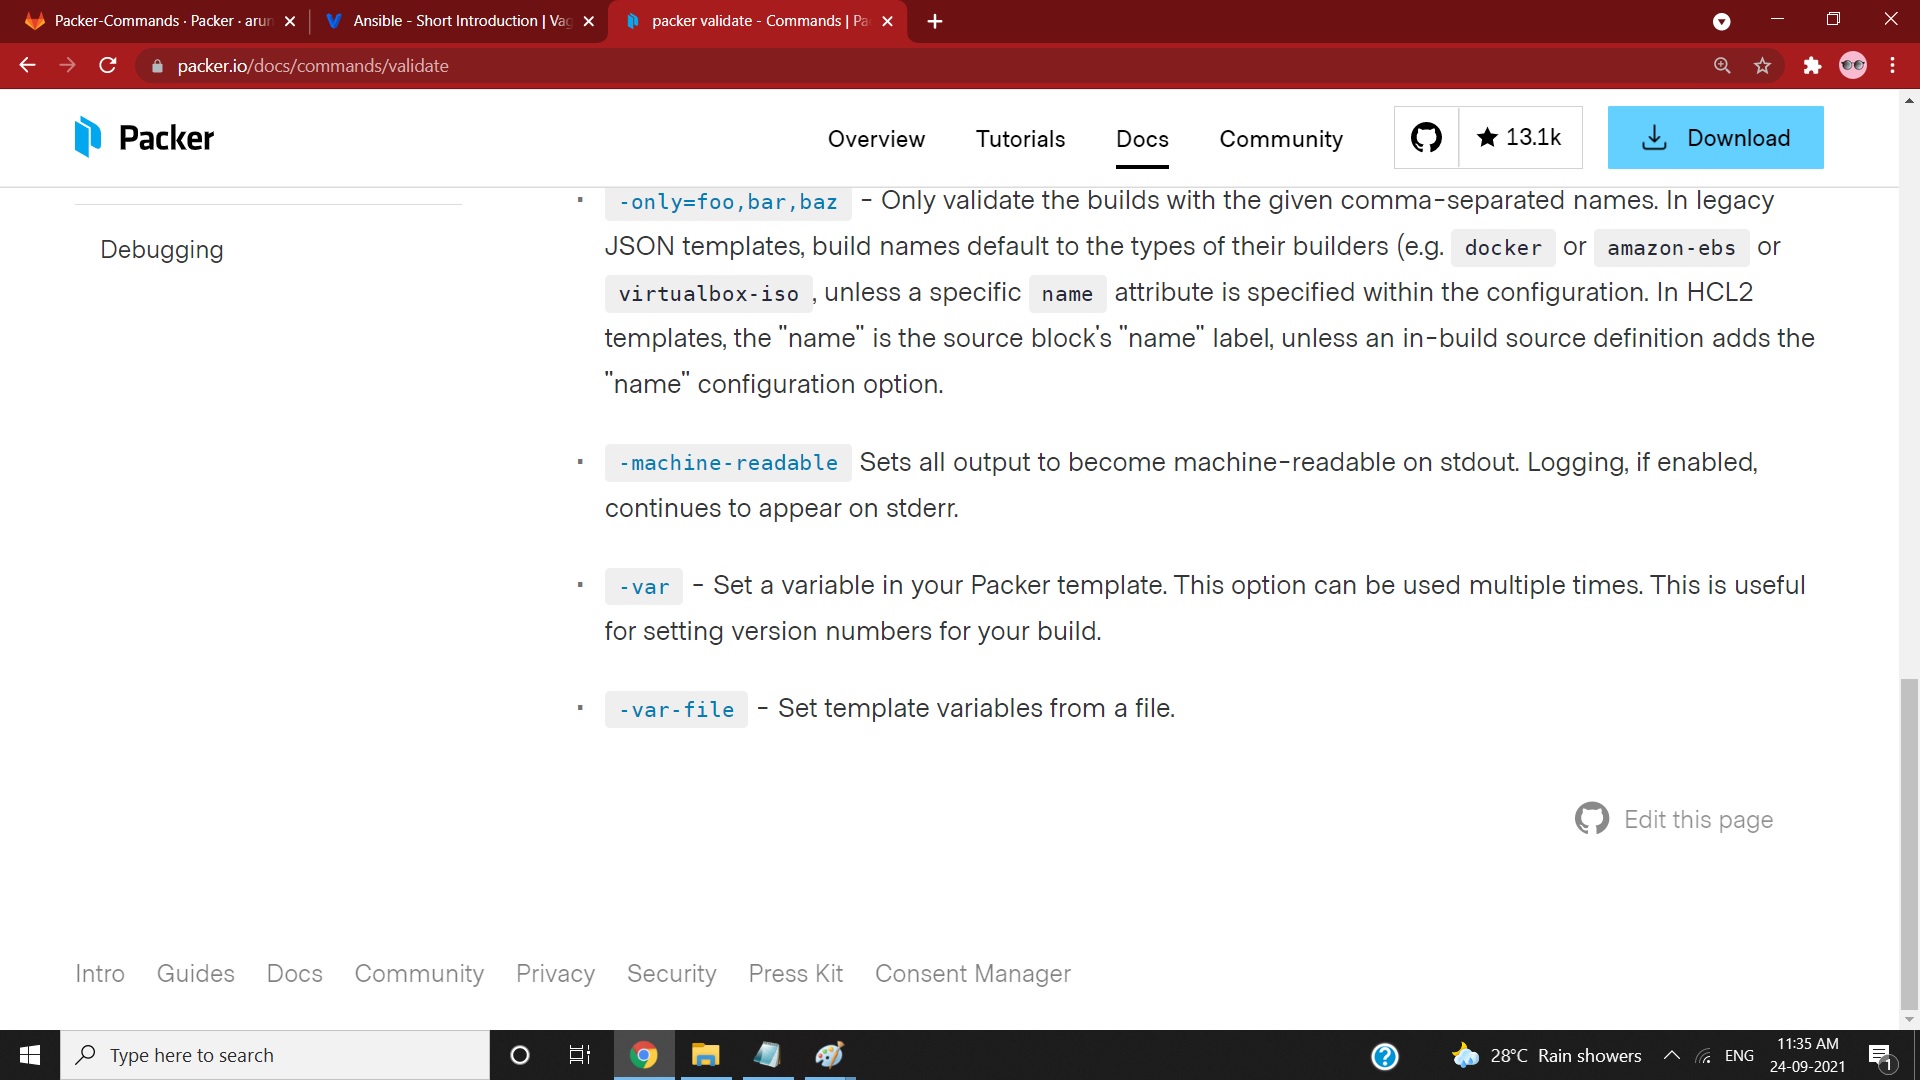 Packer-Commands · Packer · arun
Ansible - Short Introduction | Vag
packer validate - Commands | Pa
packer.io/docs/commands/validate
Packer
Overview
Tutorials
Docs
Community
13.1k
Download
Debugging
-only=foo,bar,baz - Only validate the builds with the given comma-separated names. In legacy
JSON templates, build names default to the types of their builders (e.g. docker or amazon-ebs or
virtualbox-iso , unless a specific name attribute is specified within the configuration. In HCL2
templates, the "name" is the source block's "name" label, unless an in-build source definition adds the
"name" configuration option.
-machine-readable Sets all output to become machine-readable on stdout. Logging, if enabled,
continues to appear on stderr.
-var - Set a variable in your Packer template. This option can be used multiple times. This is useful
for setting version numbers for your build.
-var-file - Set template variables from a file.
Edit this page
Intro
Guides
Docs
Community
Privacy
Security
Press Kit
Consent Manager
Type here to search
28°C Rain showers
ENG
11:35 AM
24-09-2021
1